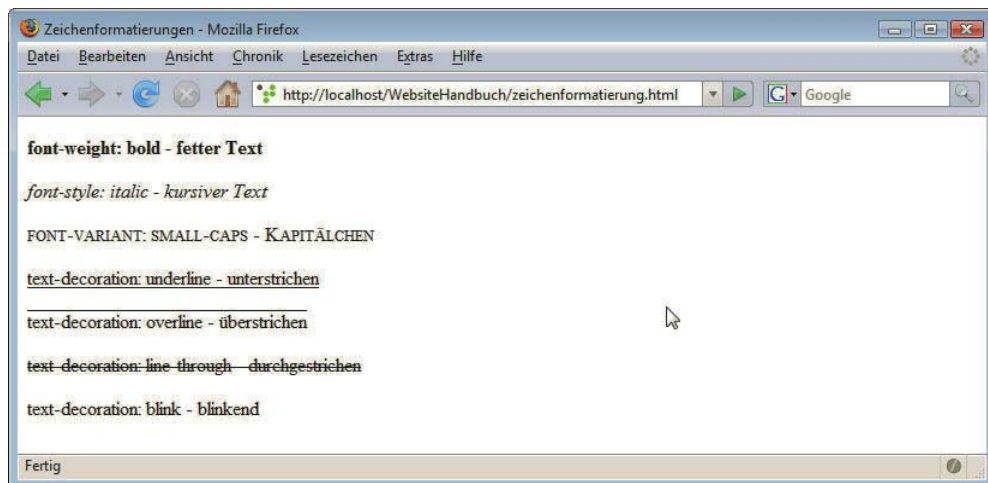 Zeichenformatierungen - Mozilla Firefox
Datei Bearbeiten Ansicht Chronik Lesezeichen Extras Hilfe
http://localhost/WebsiteHandbuch/zeichenformatierung.html G Google
font-weight: bold - fetter Text
font-style: italic - kursiver Text
FONT-VARIANT: SMALL-CAPS - KAPITÄLCHEN
text-decoration: underline - unterstrichen
text-decoration: overline - überstrichen
text-decoration: line-through - durchgestrichen
text-decoration: blink - blinkend
Fertig